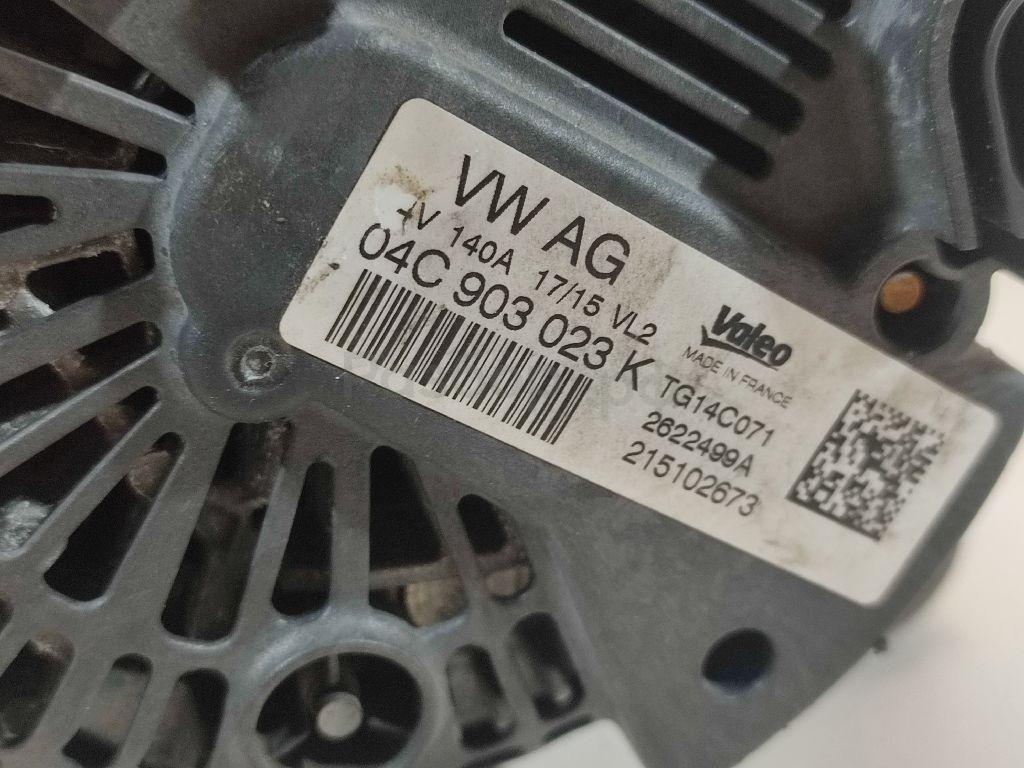 VW AG
V 140A 17/15 VL2
04C 903 023 K
Valeo
MADE IN FRANCE
TG14C071
2622499A
215102673